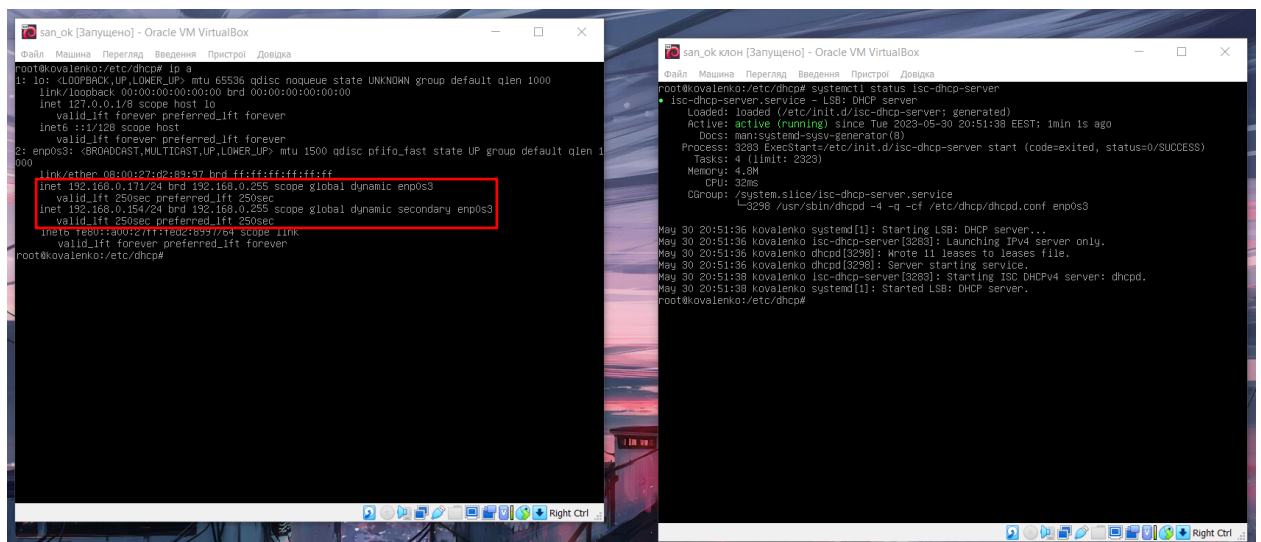 san_ok [Запущено] - Oracle VM VirtualBox
Файл Машина Перегляд Введення Пристрої Довідка
root@kovalenko:/etc/dhcp# ip a
1: lo: <LOOPBACK,UP,LOWER_UP> mtu 65536 qdisc noqueue state UNKNOWN group default qlen 1000
link/loopback 00:00:00:00:00:00 brd 00:00:00:00:00:00
inet 127.0.0.1/8 scope host lo
valid_lft forever preferred_lft forever
inet6 ::1/128 scope host
valid_lft forever preferred_lft forever
2: enp0s3: <BROADCAST,MULTICAST,UP,LOWER_UP> mtu 1500 qdisc pfifo_fast state UP group default qlen 1
000
link/ether 08:00:27:d2:89:97 brd ff:ff:ff:ff:ff:ff
inet 192.168.0.171/24 brd 192.168.0.255 scope global dynamic enp0s3
valid_lft 250sec preferred_lft 250sec
inet 192.168.0.154/24 brd 192.168.0.255 scope global dynamic secondary enp0s3
valid_lft 250sec preferred_lft 250sec
inet6 fe80::a00:27ff:fed2:8997/64 scope link
valid_lft forever preferred_lft forever
root@kovalenko:/etc/dhcp#
Right Ctrl
san_ok клон [Запущено] - Oracle VM VirtualBox
Файл Машина Перегляд Введення Пристрої Довідка
root@kovalenko:/etc/dhcp# systemctl status isc-dhcp-server
● isc-dhcp-server.service - LSB: DHCP server
Loaded: loaded (/etc/init.d/isc-dhcp-server; generated)
Active: active (running) since Tue 2023-05-30 20:51:38 EEST; 1min 1s ago
Docs: man:systemd-sysv-generator(8)
Process: 3283 ExecStart=/etc/init.d/isc-dhcp-server start (code=exited, status=0/SUCCESS)
Tasks: 4 (limit: 2323)
Memory: 4.8M
CPU: 32ms
CGroup: /system.slice/isc-dhcp-server.service
└─3298 /usr/sbin/dhcpd -4 -q -cf /etc/dhcp/dhcpd.conf enp0s3
May 30 20:51:36 kovalenko systemd[1]: Starting LSB: DHCP server...
May 30 20:51:36 kovalenko isc-dhcp-server[3283]: Launching IPv4 server only.
May 30 20:51:36 kovalenko dhcpd[3298]: Wrote 11 leases to leases file.
May 30 20:51:36 kovalenko dhcpd[3298]: Server starting service.
May 30 20:51:38 kovalenko isc-dhcp-server[3283]: Starting ISC DHCPv4 server: dhcpd.
May 30 20:51:38 kovalenko systemd[1]: Started LSB: DHCP server.
root@kovalenko:/etc/dhcp#
Right Ctrl